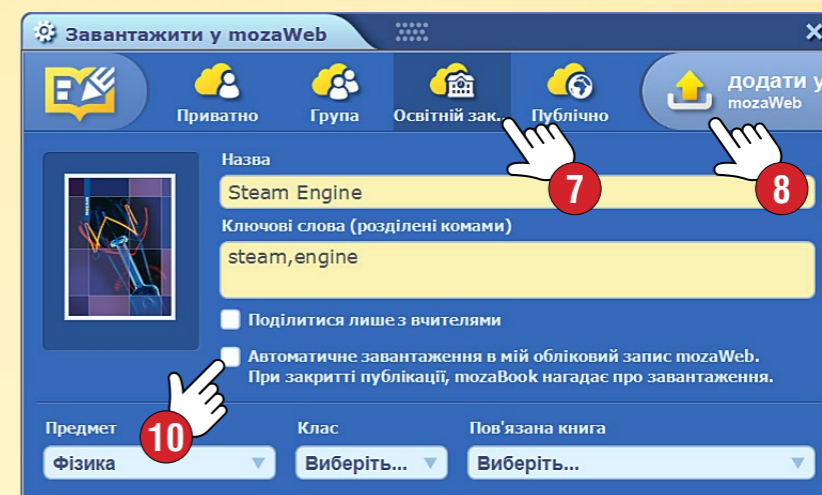 Завантажити у mozaWeb
Приватно
Група
Освітній зак..
Публічно
додати у
mozaWeb
7
8
Назва
Steam Engine
Ключові слова (розділені комами)
steam,engine
Поділитися лише з вчителями
Автоматичне завантаження в мій обліковий запис mozaWeb.
При закритті публікації, mozaBook нагадає про завантаження.
10
Предмет
Клас
Пов'язана книга
Фізика
Виберіть...
Виберіть...